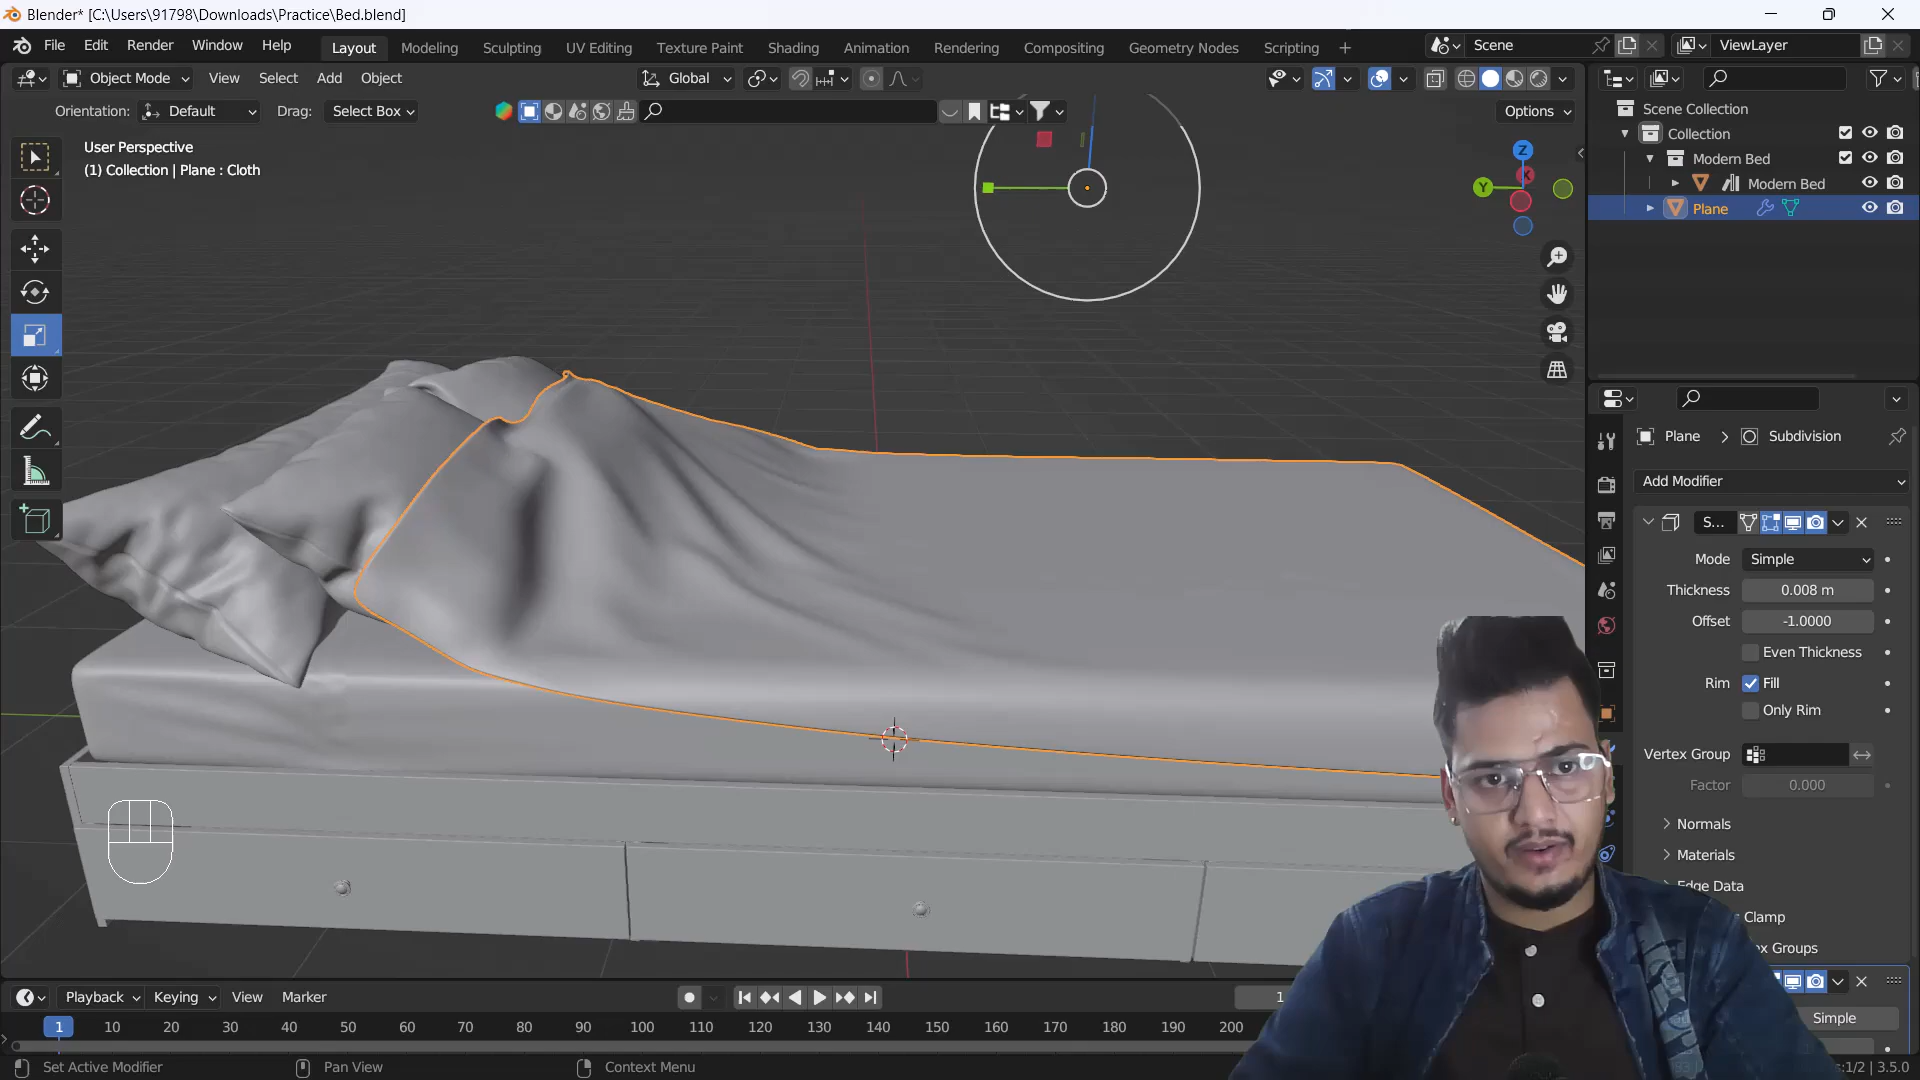 Blender* [C:\Users\91798\Downloads\Practice\Bed.blend]
File Edit Render Window Help
Layout Modeling Sculpting UV Editing Texture Paint Shading Animation Rendering Compositing Geometry Nodes Scripting
Scene
ViewLayer
Object Mode View Select Add Object
Global
Orientation: Default Drag: Select Box
Options
User Perspective
(1) Collection | Plane : Cloth
Z
X
Y
Scene Collection
Collection
Modern Bed
Modern Bed
Plane
Plane > Subdivision
Add Modifier
S...
Mode Simple
Thickness 0.008 m
Offset -1.0000
Even Thickness
Rim Fill
Only Rim
Vertex Group
Factor 0.000
Normals
Materials
Edge Data
Clamp
Groups
Simple
Playback Keying View Marker
1
1 10 20 30 40 50 60 70 80 90 100 110 120 130 140 150 160 170 180 190 200
Set Active Modifier Pan View Context Menu
:1/2 | 3.5.0